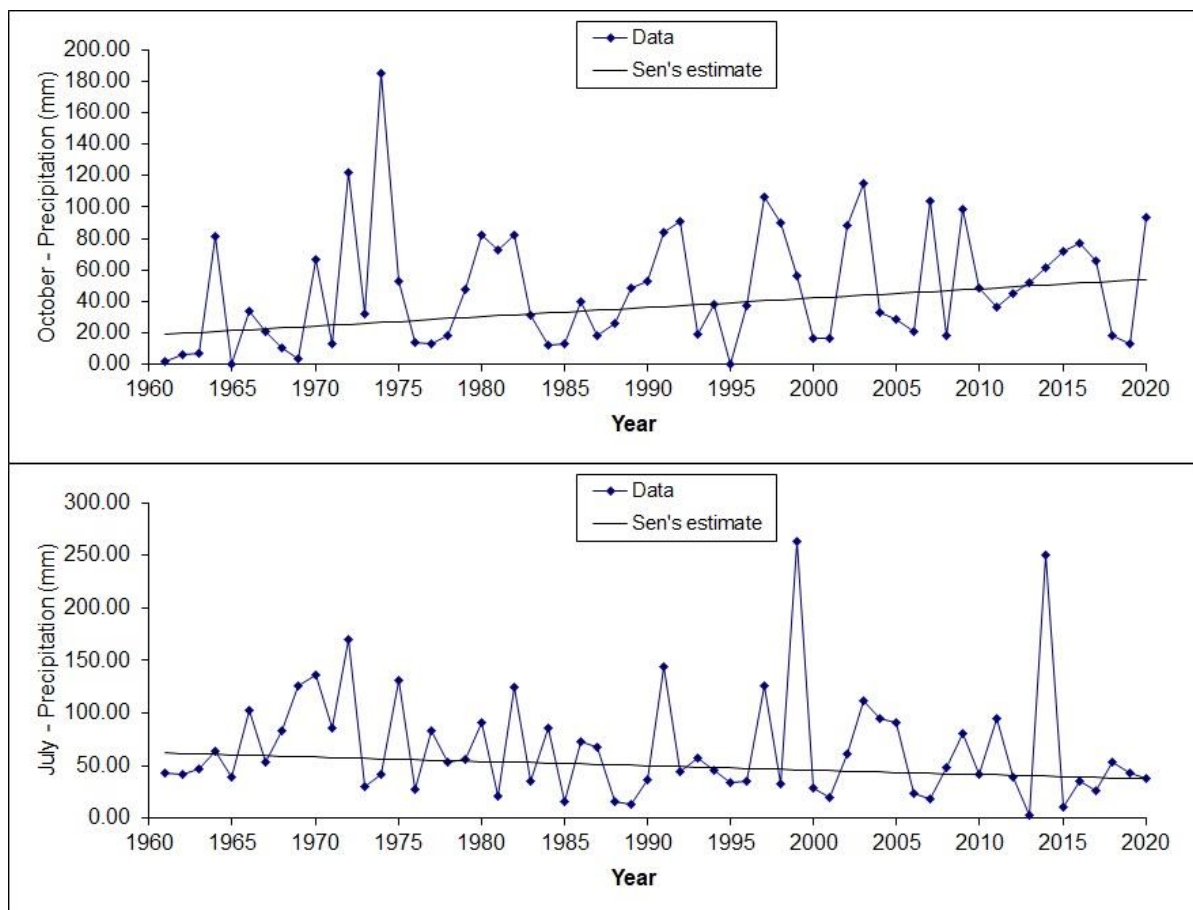 Data
Sen's estimate
October - Precipitation (mm)
200.00
180.00
160.00
140.00
120.00
100.00
80.00
60.00
40.00
20.00
0.00
1960 1965 1970 1975 1980 1985 1990 1995 2000 2005 2010 2015 2020
Year
Data
Sen's estimate
July - Precipitation (mm)
300.00
250.00
200.00
150.00
100.00
50.00
0.00
1960 1965 1970 1975 1980 1985 1990 1995 2000 2005 2010 2015 2020
Year